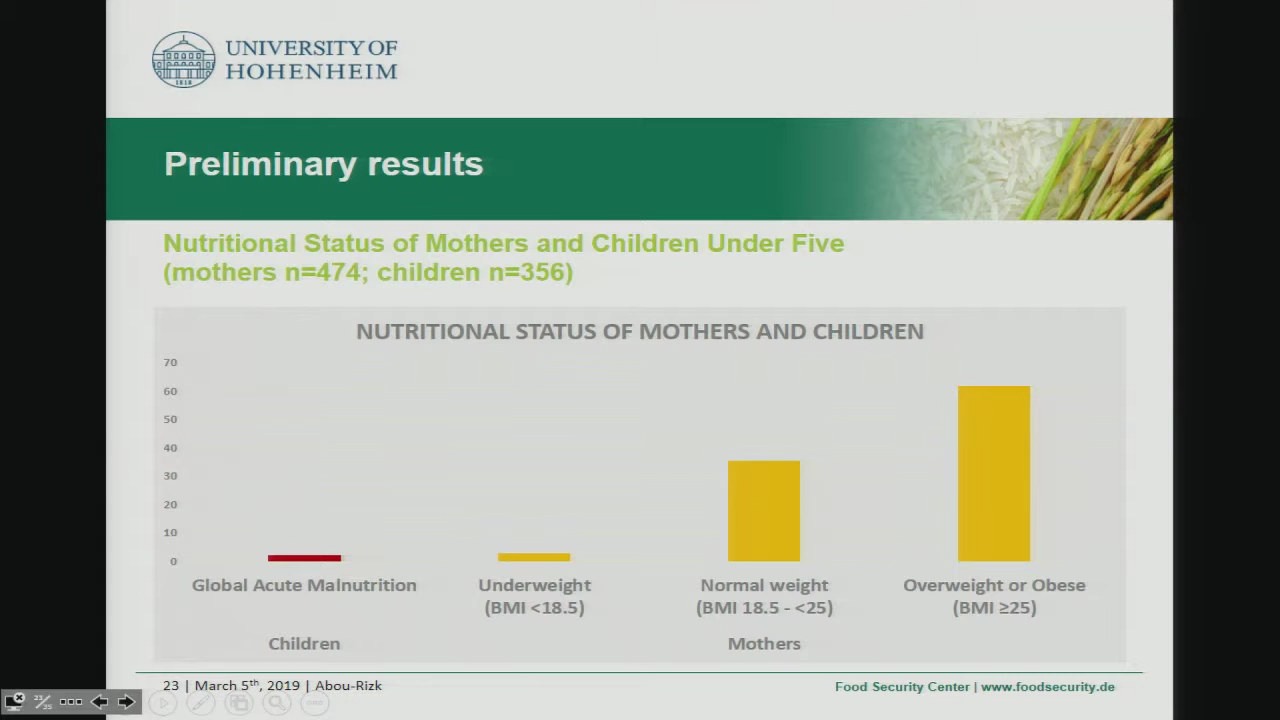 UNIVERSITY OF
HOHENHEIM
1818
Preliminary results
Nutritional Status of Mothers and Children Under Five
(mothers n=474; children n=356)
NUTRITIONAL STATUS OF MOTHERS AND CHILDREN
70
60
50
40
30
20
10
0
Global Acute Malnutrition
Underweight
(BMI <18.5)
Normal weight
(BMI 18.5 - <25)
Overweight or Obese
(BMI ≥25)
Children
Mothers
23 | March 5th, 2019 | Abou-Rizk
Food Security Center | www.foodsecurity.de
23/35